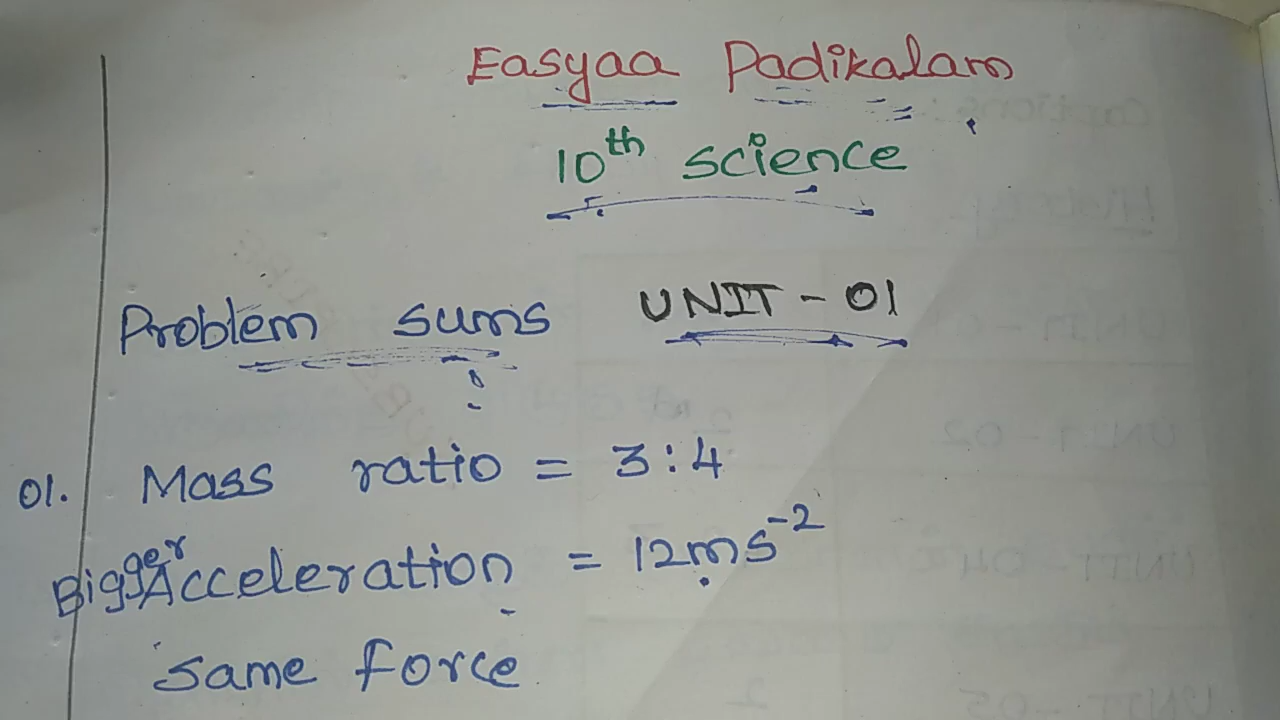 Easyaa Padikalam
10th science
Problem sums UNIT - 01
01. Mass ratio = 3:4
Bigger Acceleration = 12ms-2
same force